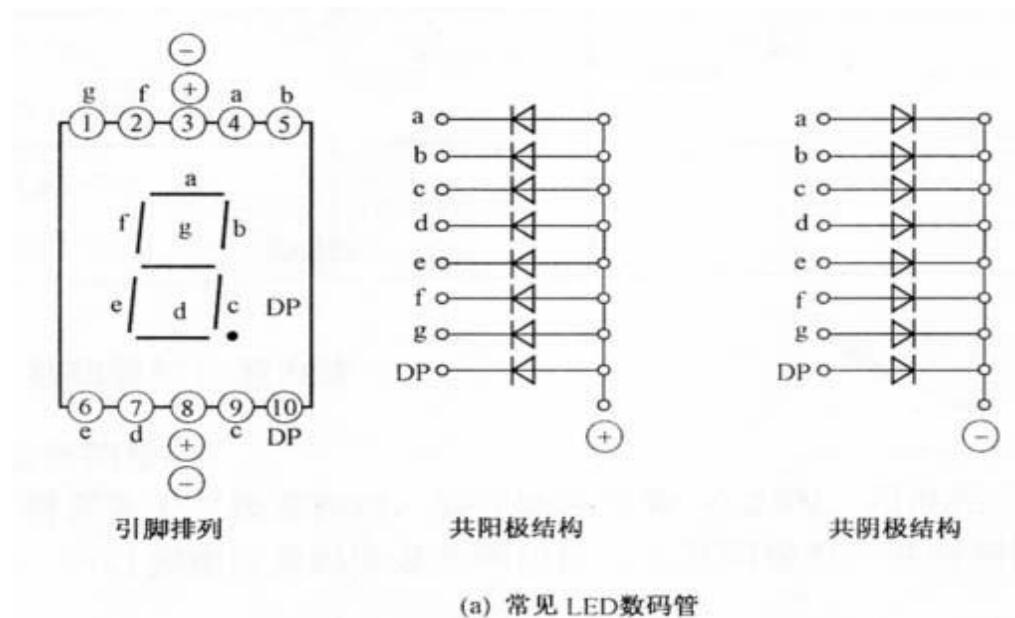 − 
+
g f a b
1 2 3 4 5
a
f g b
e d c DP
6 7 8 9 10
e d c DP
+
−
引脚排列
a
b
c
d
e
f
g
DP
+
共阳极结构
a
b
c
d
e
f
g
DP
−
共阴极结构
(a) 常见 LED数码管